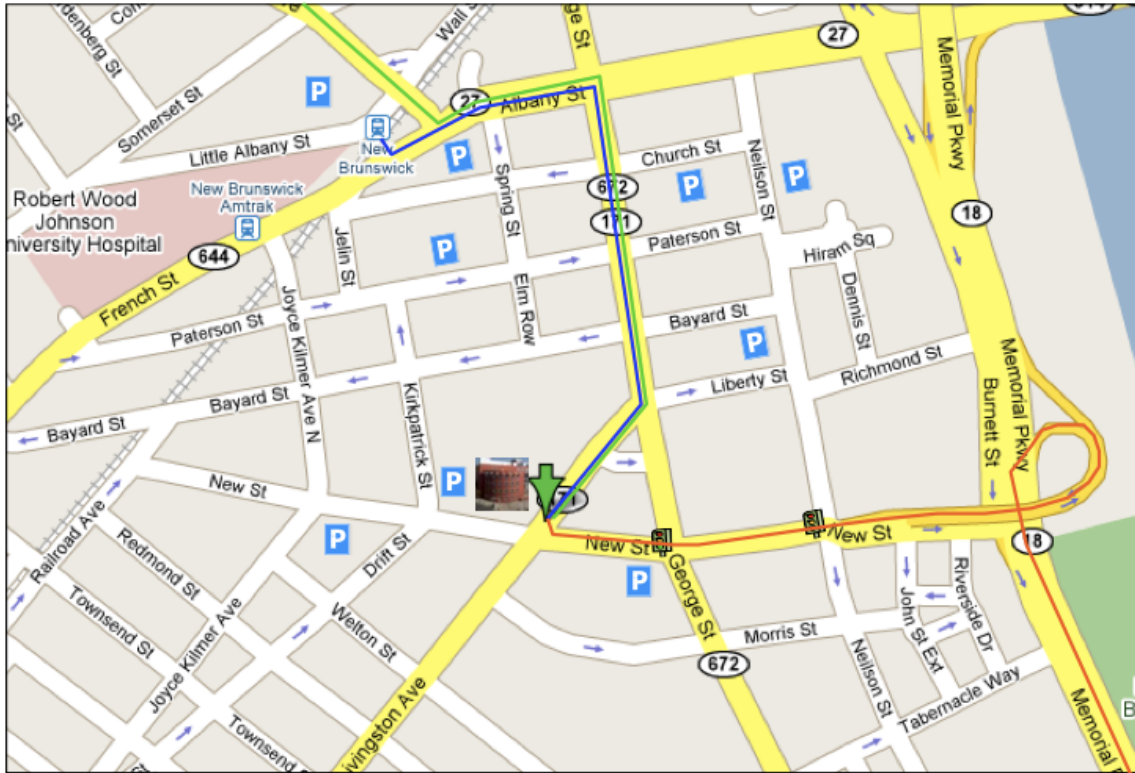 Wall St
Somerset St
27
27
Memorial Pkwy
Albany St
P
Little Albany St
New
Brunswick
P
Church St
Neilson St
Memorial Pkwy
P
P
Robert Wood
Johnson
niversity Hospital
New Brunswick
Amtrak
672
171
18
Spring St
Jelin St
P
Paterson St
Hiram Sq
644
French St
Elm Row
Dennis St
Paterson St
Joyce Kilmer Ave N
Bayard St
P
Richmond St
Memorial Pkwy
Liberty St
Bayard St
Kirkpatrick St
Burnett St
Bayard St
New St
P
P
New St
New St
18
Railroad Ave
Redmond St
Drift St
P
George St
Riverside Dr
John St Ext
Townsend St
Welton St
Morris St
672
Joyce Kilmer Ave
Neilson St
Tabernacle Way
Townsend S
ivingston Ave
Memorial P
B